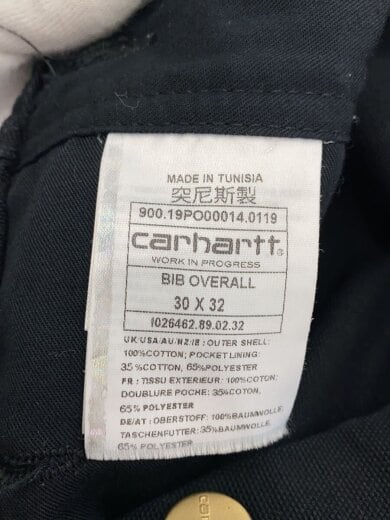 MADE IN TUNISIA
突尼斯製
900.19PO00014.0119
carhartt®
WORK IN PROGRESS
BIB OVERALL
30 X 32
I026462.89.02.32
UK/USA/AU/NZ/IE : OUTER SHELL:
100%COTTON; POCKET LINING:
35%COTTON, 65%POLYESTER
FR : TISSU EXTERIEUR: 100%COTON;
DOUBLURE POCHE: 35%COTON,
65% POLYESTER
DE/AT : OBERSTOFF: 100%BAUMWOLLE;
TASCHENFUTTER: 35%BAUMWOLLE,
65% POLYESTER